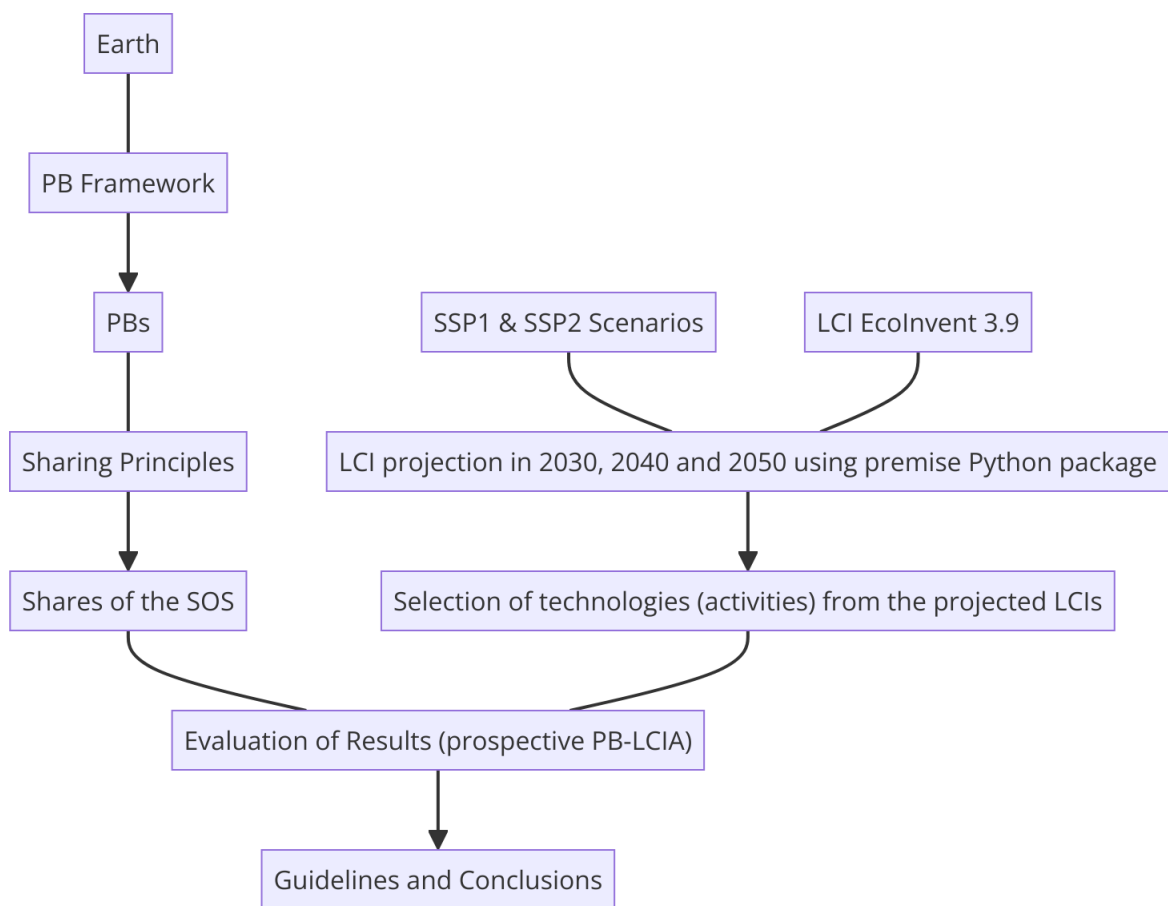 Earth
PB Framework
PBs
SSP1 & SSP2 Scenarios
LCI EcoInvent 3.9
Sharing Principles
LCI projection in 2030, 2040 and 2050 using premise Python package
Shares of the SOS
Selection of technologies (activities) from the projected LCIs
Evaluation of Results (prospective PB-LCIA)
Guidelines and Conclusions